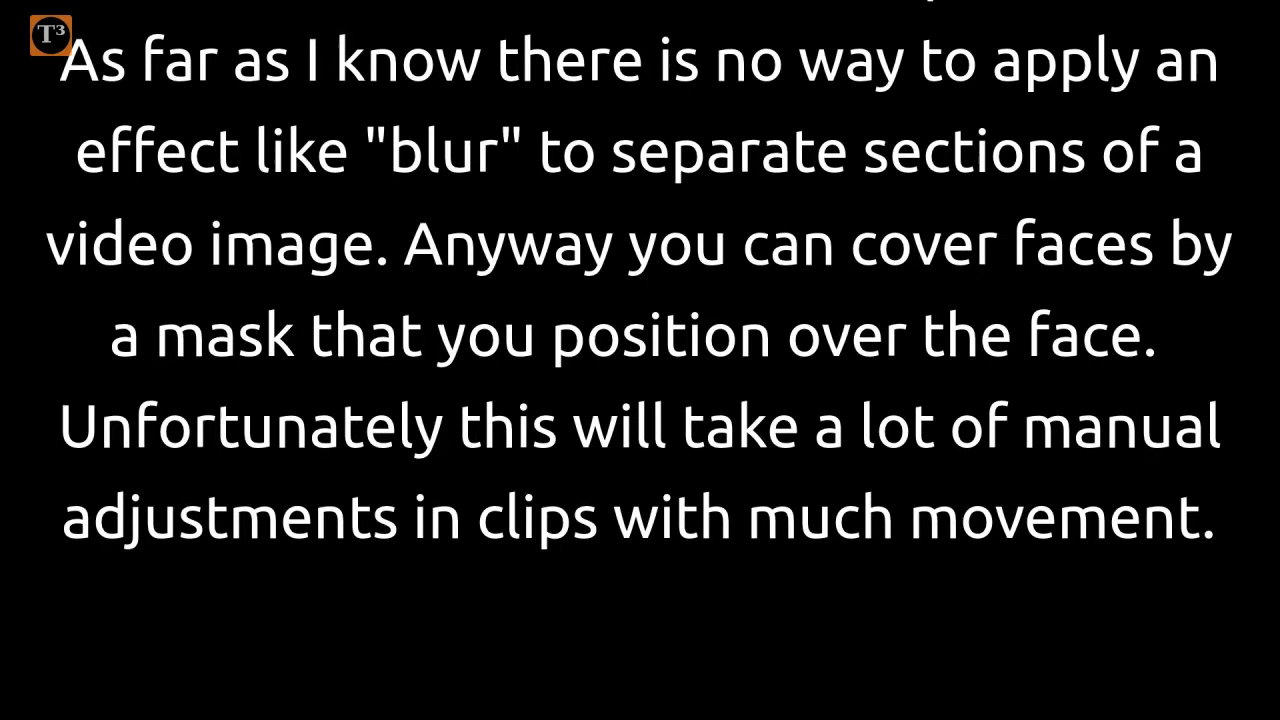 T³
As far as I know there is no way to apply an
effect like "blur" to separate sections of a
video image. Anyway you can cover faces by
a mask that you position over the face.
Unfortunately this will take a lot of manual
adjustments in clips with much movement.